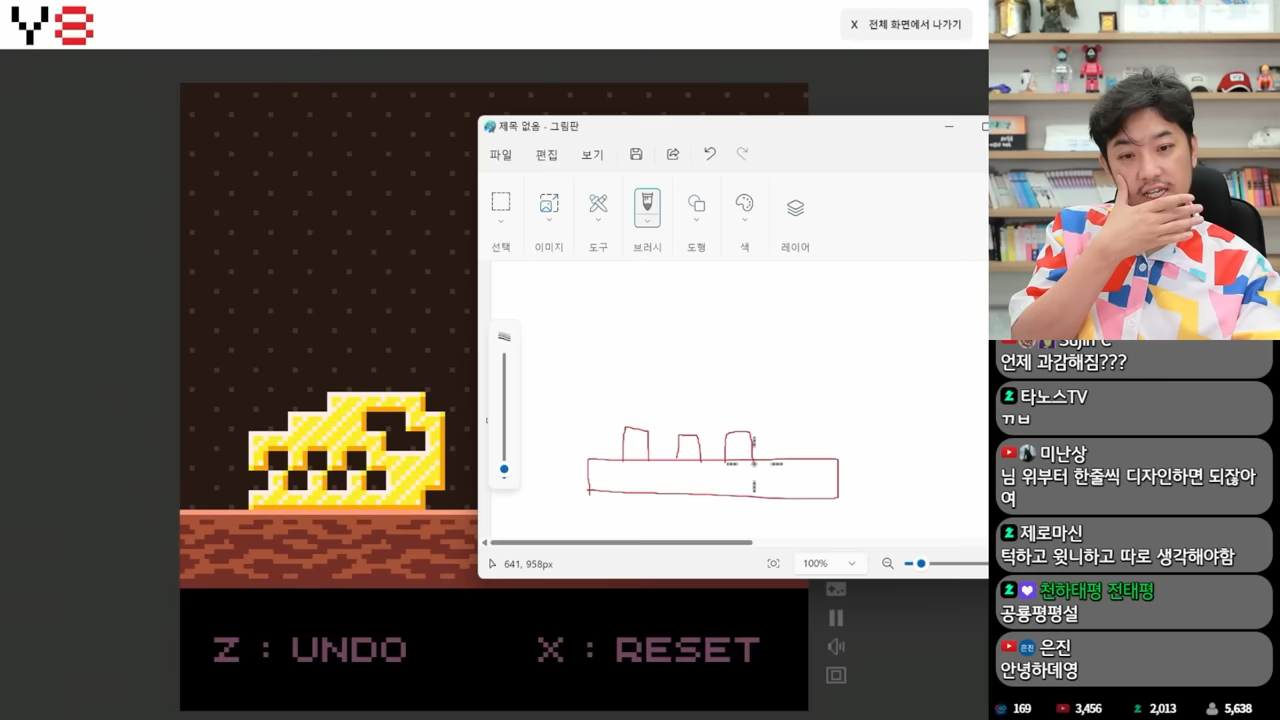 Y8
X 전체 화면에서 나가기
제목 없음 - 그림판
파일 편집 보기
선택 이미지 도구 브러시 도형 색 레이어
641, 958px
100%
Z : UNDO X : RESET
Sujin C
언제 과감해짐???
타노스TV
ㄲㅂ
미난상
님 위부터 한줄씩 디자인하면 되잖아
여
제로마신
턱하고 윗니하고 따로 생각해야함
천하태평 전태평
공룡평평설
은진
안녕하데영
169 3,456 2,013 5,638